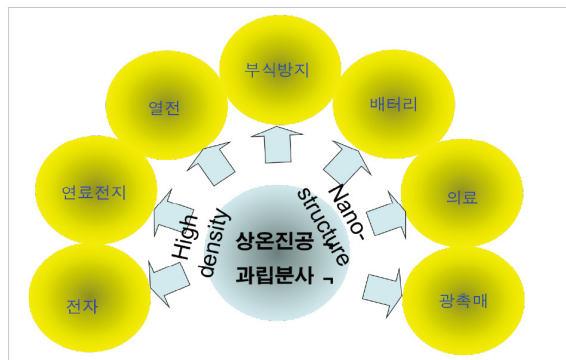 부식방지
열전
배터리
연료전지
의료
High
density
Nano-
structure
상온진공
과립분사
전자
광촉매